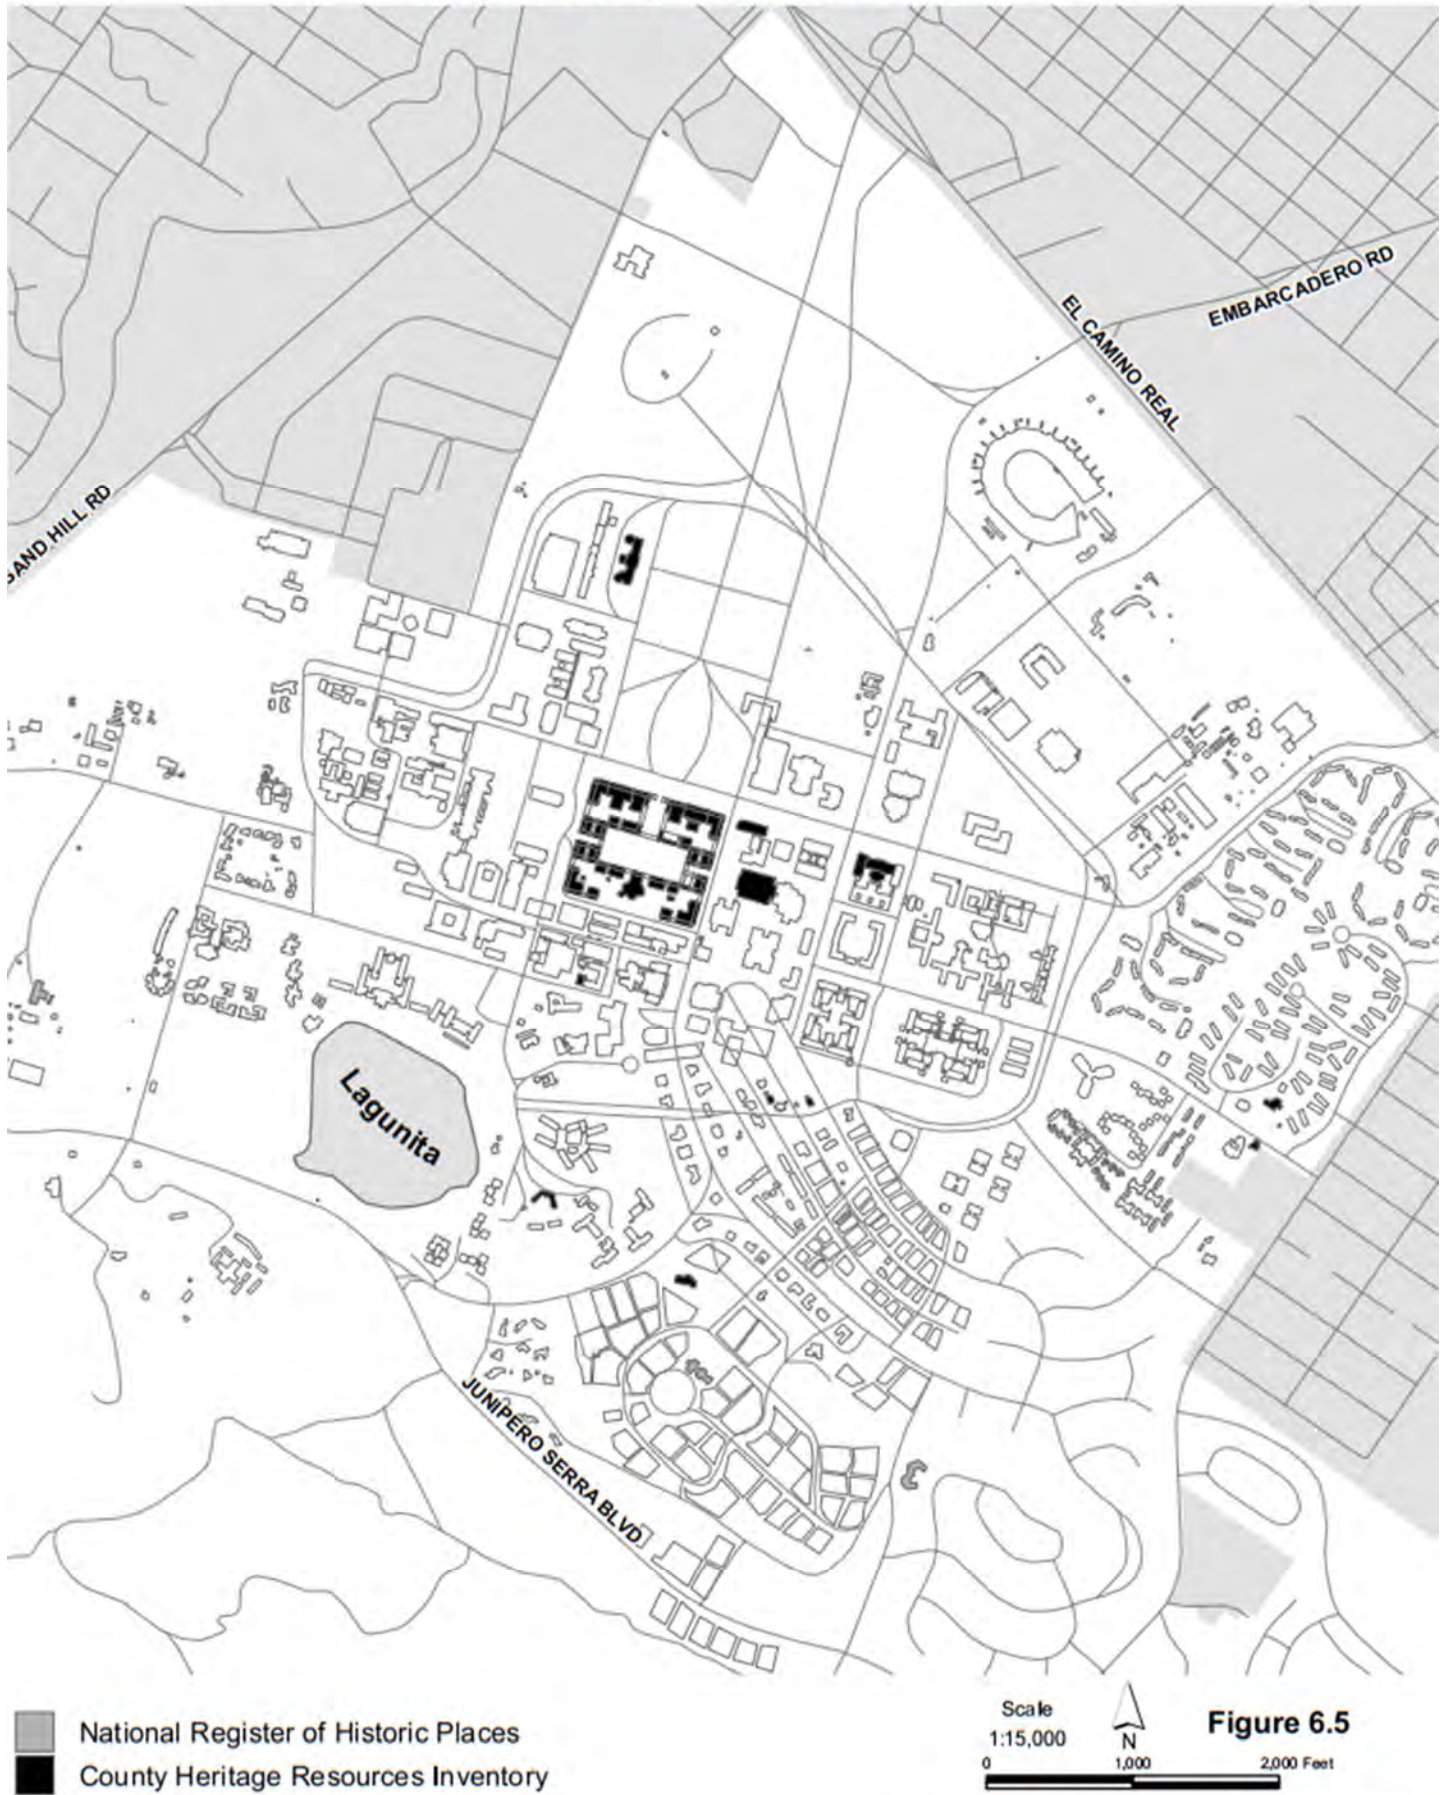 EMBARCADERO RD
EL CAMINO REAL
SAND HILL RD
Lagunita
JUNIPERO SERRA BLVD
National Register of Historic Places
County Heritage Resources Inventory
Scale
1:15,000
N
0 1,000 2,000 Feet
Figure 6.5